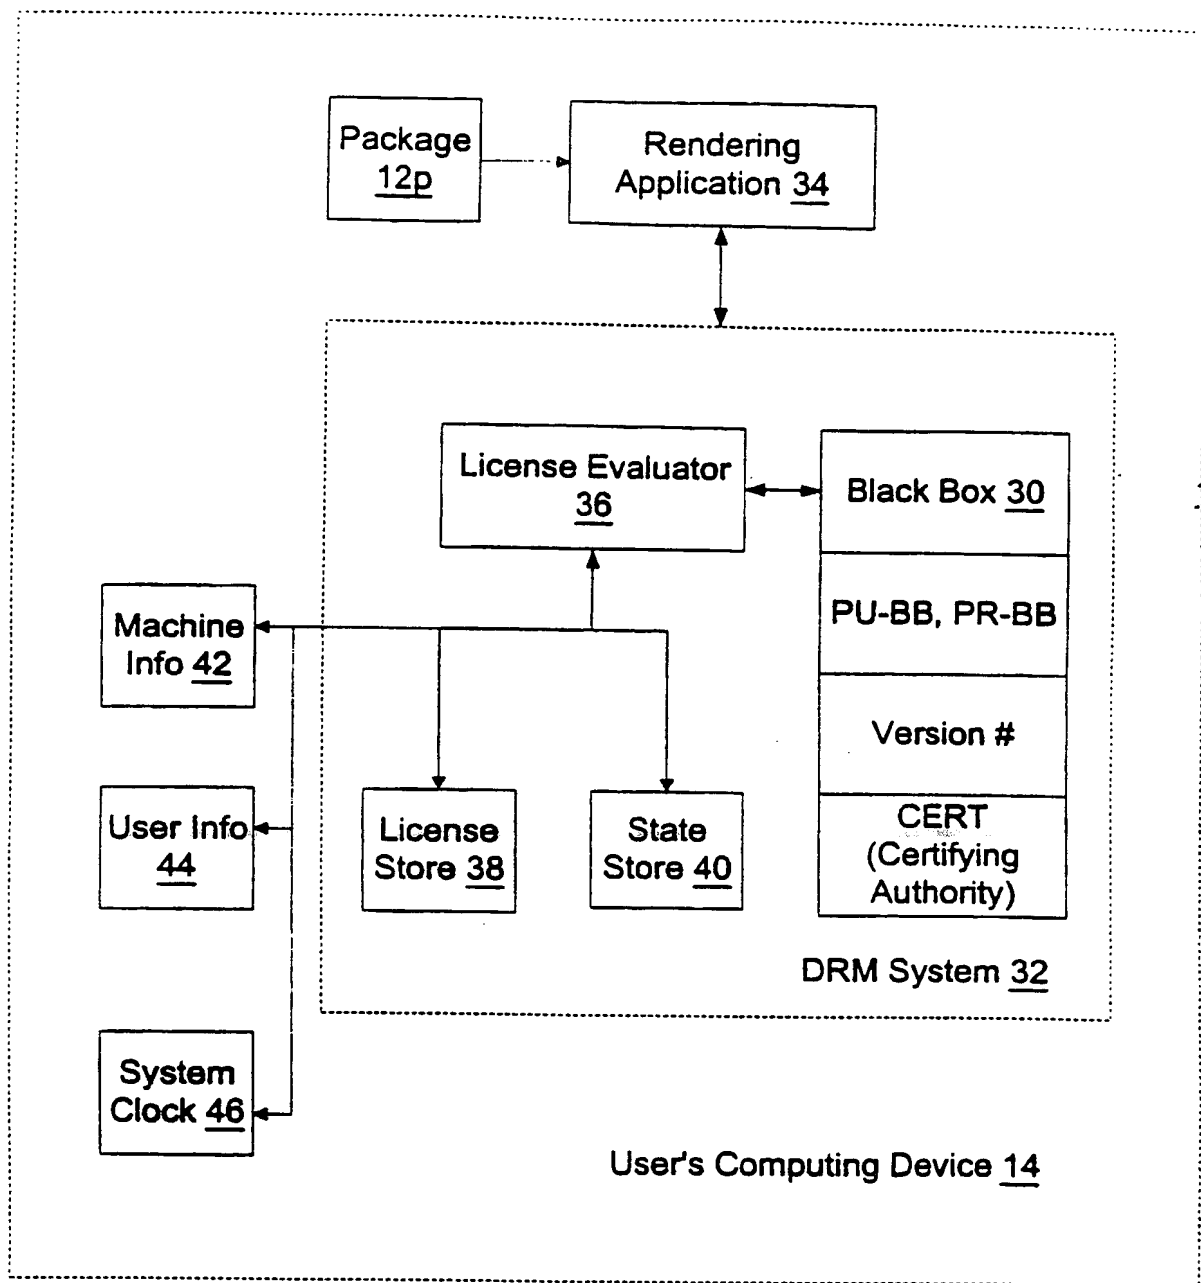 Package
12p
Rendering
Application 34
License Evaluator
36
Black Box 30
PU-BB, PR-BB
Version #
CERT
(Certifying
Authority)
Machine
Info 42
User Info
44
License
Store 38
State
Store 40
DRM System 32
System
Clock 46
User's Computing Device 14